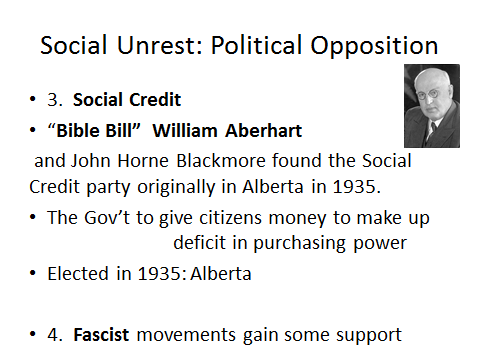 Social Unrest: Political Opposition
• 3. Social Credit
• “Bible Bill” William Aberhart
and John Horne Blackmore found the Social
Credit party originally in Alberta in 1935.
• The Gov’t to give citizens money to make up
deficit in purchasing power
• Elected in 1935: Alberta
• 4. Fascist movements gain some support